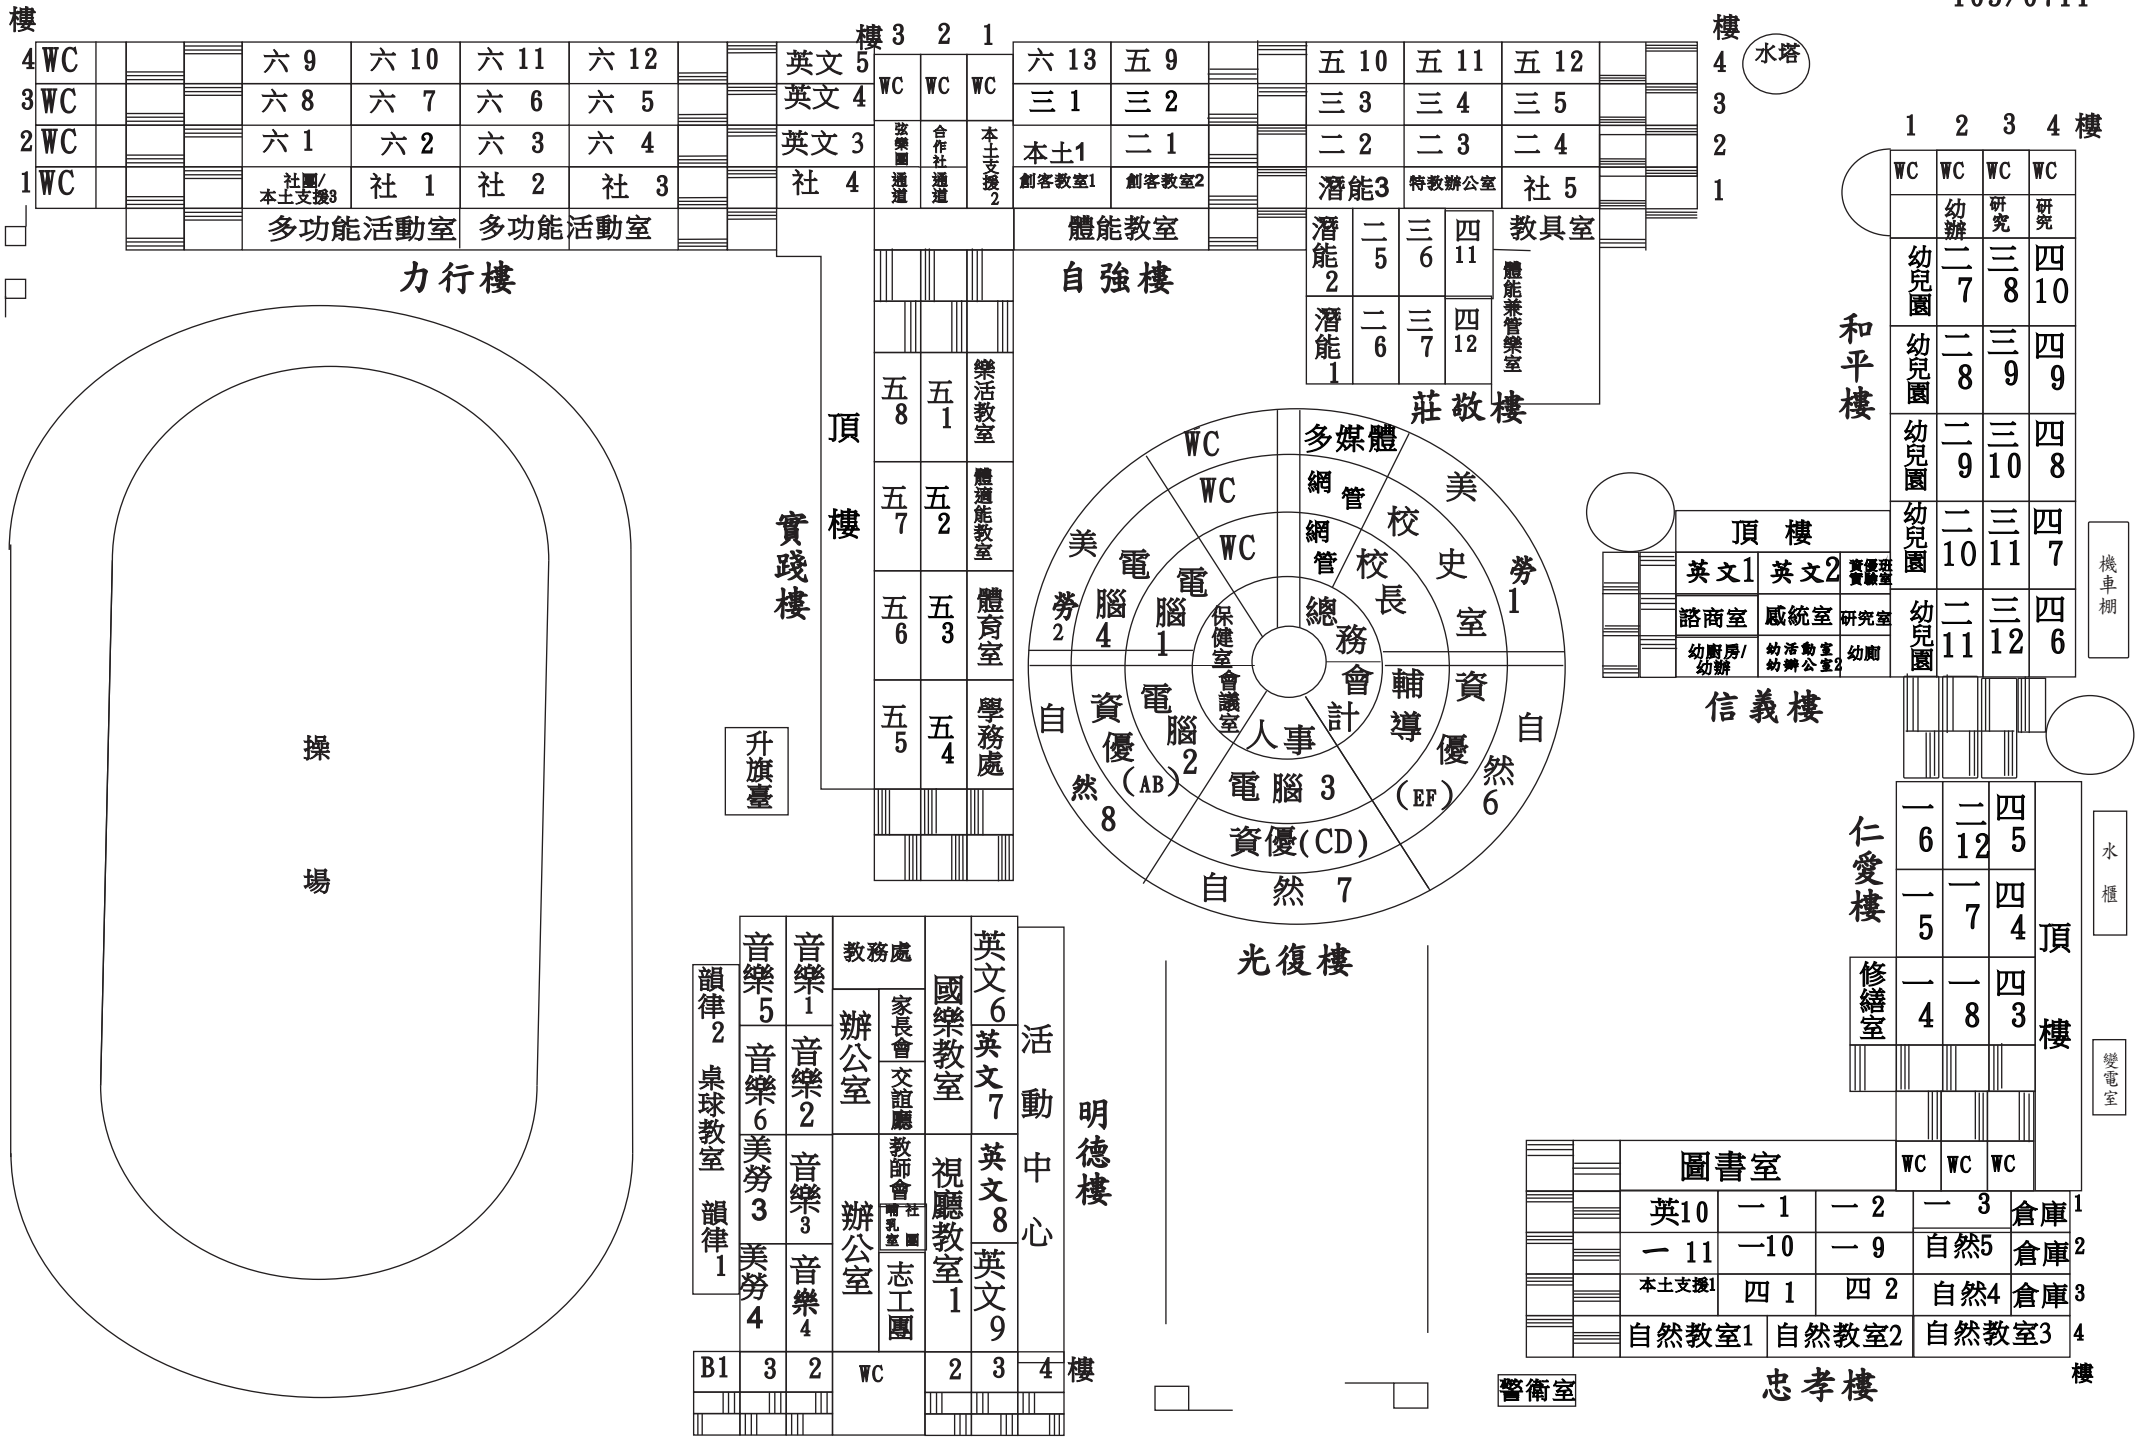 樓
4 WC 六 9 六 10 六 11 六 12 英文 5
3 WC 六 8 六 7 六 6 六 5 英文 4
2 WC 六 1 六 2 六 3 六 4 英文 3
1 WC 社團/本土支援3 社 1 社 2 社 3 社 4
多功能活動室 多功能活動室
力行樓
樓 3 2 1
WC WC WC
弦樂團 合作社 本土支援2
通道 通道
六 13 五 9
三 1 三 2
本土1 二 1
創客教室1 創客教室2
體能教室
自強樓
樓
五 10 五 11 五 12 4
三 3 三 4 三 5 3
二 2 二 3 二 4 2
潛能3 特教辦公室 社 5 1
潛能2 二5 三6 四11 教具室
潛能1 二6 三7 四12 體能兼管樂室
莊敬樓
水塔
1 2 3 4 樓
WC WC WC WC
幼辦 研究 研究
幼兒園 二7 三8 四10
幼兒園 二8 三9 四9
幼兒園 二9 三10 四8
幼兒園 二10 三11 四7
幼兒園 二11 三12 四6
和平樓
機車棚
頂 樓
英文1 英文2 資優班實驗室
諮商室 感統室 研究室
幼廚房/幼辦 幼活動室 幼辦公室2 幼廁
信義樓
頂 樓
五8 五1 樂活教室
五7 五2 體適能教室
五6 五3 體育室
五5 五4 學務處
實踐樓
升旗臺
操 場
WC 多媒體
WC 網管
WC 網管
美勞1
校史室
校長
總務
保健室
電腦1
電腦4
美勞2
自然8
資優(AB)
電腦2
會議室
人事
會計
輔導
資優(EF)
自然6
電腦3
資優(CD)
自然7
光復樓
一6 二12 四5
一5 一7 四4
修繕室 一4 一8 四3
頂 樓
仁愛樓
水櫃
變電室
圖書室 WC WC WC
英10 一 1 一 2 一 3 倉庫 1
一 11 一10 一 9 自然5 倉庫 2
本土支援1 四 1 四 2 自然4 倉庫 3
自然教室1 自然教室2 自然教室3 4
樓
忠孝樓
警衛室
韻律2 桌球教室 韻律1
音樂5 音樂6 美勞3 美勞4
音樂1 音樂2 音樂3 音樂4
教務處
辦公室 辦公室
家長會 交誼廳 教師會 哺乳室 社團 志工團
國樂教室 視廳教室1
英文6 英文7 英文8 英文9
活動中心
明德樓
B1 3 2 WC 2 3 4 樓